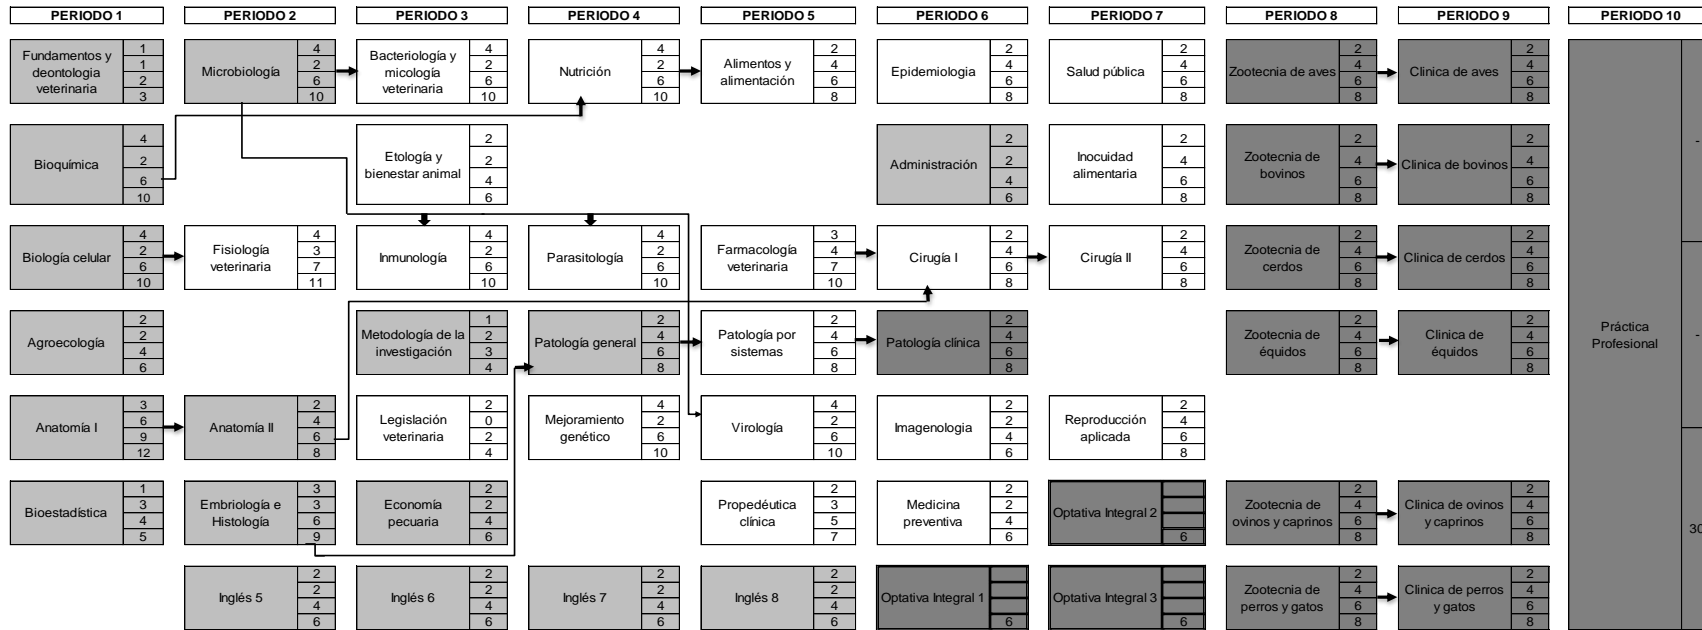 PERIODO 1
PERIODO 2
PERIODO 3
PERIODO 4
PERIODO 5
PERIODO 6
PERIODO 7
PERIODO 8
PERIODO 9
PERIODO 10
Fundamentos y
deontologia
veterinaria
1
1
2
3
Microbiología
4
2
6
10
Bacteriología y
micología
veterinaria
4
2
6
10
Nutrición
4
2
6
10
Alimentos y
alimentación
2
4
6
8
Epidemiologia
2
4
6
8
Salud pública
2
4
6
8
Zootecnia de aves
2
4
6
8
Clinica de aves
2
4
6
8
Bioquímica
4
2
6
10
Etología y
bienestar animal
2
2
4
6
Administración
2
2
4
6
Inocuidad
alimentaria
2
4
6
8
Zootecnia de
bovinos
2
4
6
8
Clinica de bovinos
2
4
6
8
-
Biología celular
4
2
6
10
Fisiología
veterinaria
4
3
7
11
Inmunología
4
2
6
10
Parasitología
4
2
6
10
Farmacología
veterinaria
3
4
7
10
Cirugía I
2
4
6
8
Cirugía II
2
4
6
8
Zootecnia de
cerdos
2
4
6
8
Clinica de cerdos
2
4
6
8
Agroecología
2
2
4
6
Metodología de la
investigación
1
2
3
4
Patología general
2
4
6
8
Patología por
sistemas
2
4
6
8
Patología clínica
2
4
6
8
Zootecnia de
équidos
2
4
6
8
Clinica de
équidos
2
4
6
8
Práctica
Profesional
-
Anatomía I
3
6
9
12
Anatomía II
2
4
6
8
Legislación
veterinaria
2
0
2
4
Mejoramiento
genético
4
2
6
10
Virología
4
2
6
10
Imagenologia
2
2
4
6
Reproducción
aplicada
2
4
6
8
Bioestadística
1
3
4
5
Embriología e
Histología
3
3
6
9
Economía
pecuaria
2
2
4
6
Propedéutica
clínica
2
3
5
7
Medicina
preventiva
2
2
4
6
Optativa Integral 2
6
Zootecnia de
ovinos y caprinos
2
4
6
8
Clinica de ovinos
y caprinos
2
4
6
8
30
Inglés 5
2
2
4
6
Inglés 6
2
2
4
6
Inglés 7
2
2
4
6
Inglés 8
2
2
4
6
Optativa Integral 1
6
Optativa Integral 3
6
Zootecnia de
perros y gatos
2
4
6
8
Clinica de perros
y gatos
2
4
6
8